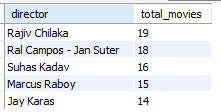 director total_movies
Rajiv Chilaka 19
Raúl Campos - Jan Suter 18
Suhas Kadav 16
Marcus Raboy 15
Jay Karas 14